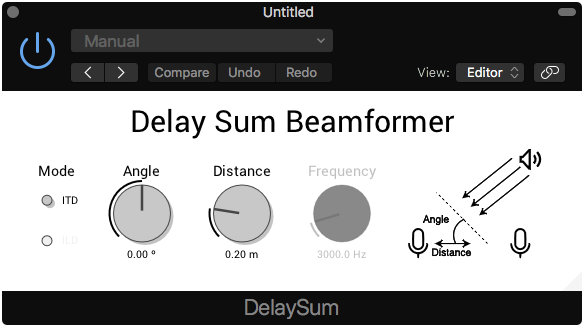 Untitled
Manual
Compare Undo Redo
View: Editor
Delay Sum Beamformer
Mode Angle Distance Frequency
ITD
ILD
0.00 º 0.20 m 3000.0 Hz
Angle
Distance
DelaySum